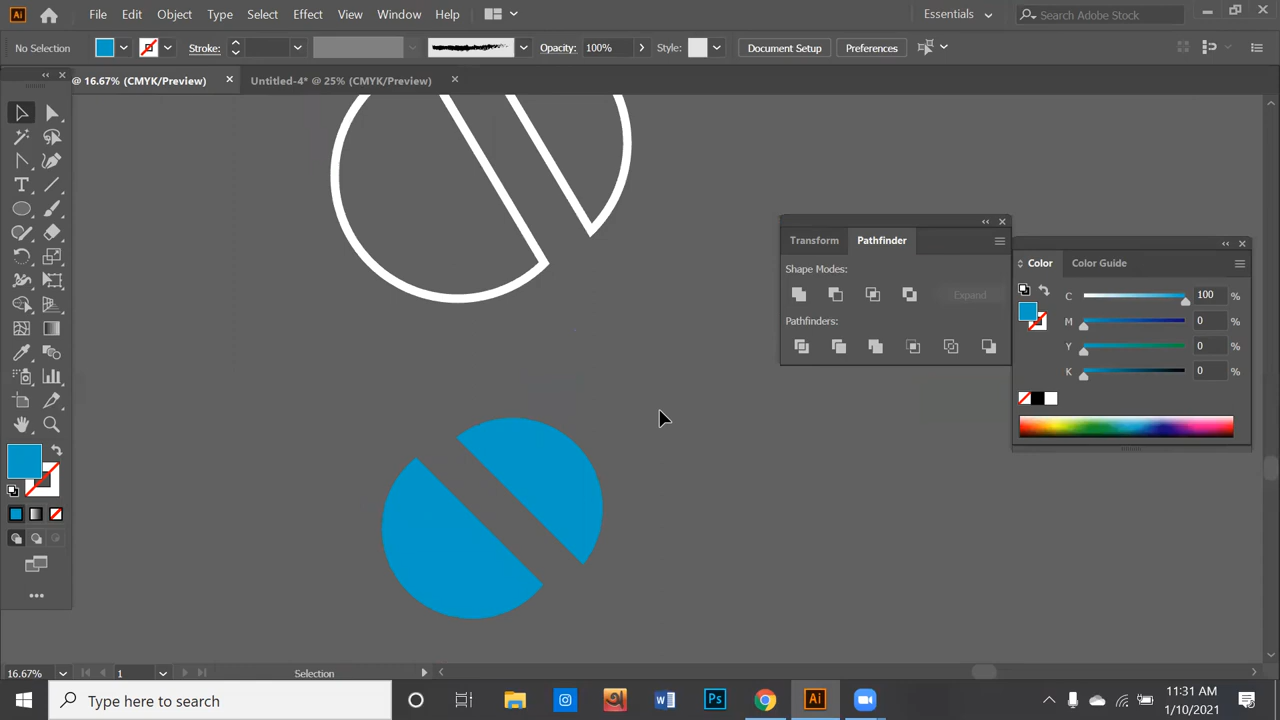 Ai File Edit Object Type Select Effect View Window Help Essentials Search Adobe Stock
No Selection Stroke: Opacity: 100% Style: Document Setup Preferences
@ 16.67% (CMYK/Preview) Untitled-4* @ 25% (CMYK/Preview)
Transform Pathfinder
Shape Modes:
Expand
Pathfinders:
Color Color Guide
C 100 %
M 0 %
Y 0 %
K 0 %
16.67% 1 Selection
Type here to search W Ps Ai 11:31 AM
1/10/2021